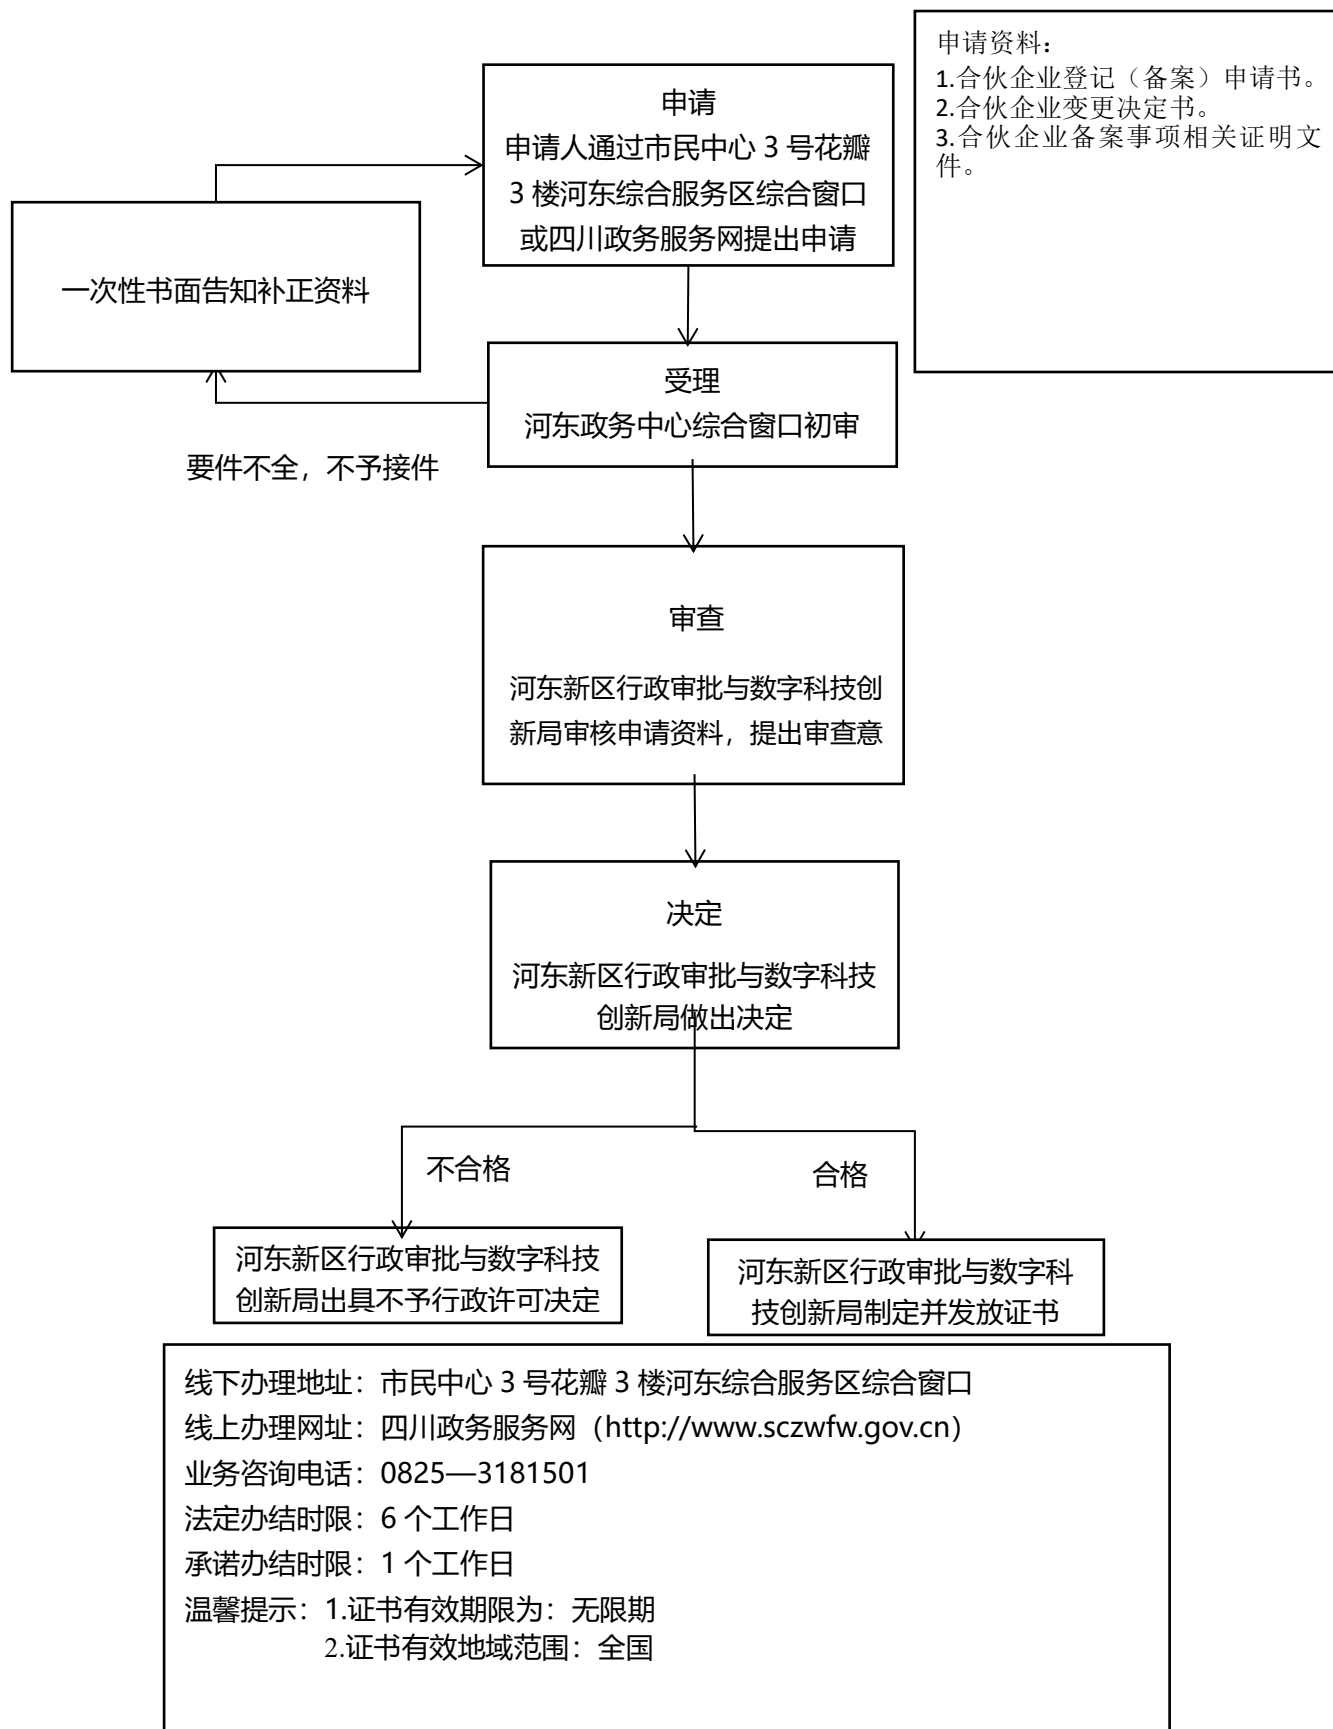 申请资料：
1.合伙企业登记（备案）申请书。
2.合伙企业变更决定书。
3.合伙企业备案事项相关证明文
件。
申请
申请人通过市民中心 3 号花瓣
3 楼河东综合服务区综合窗口
或四川政务服务网提出申请
一次性书面告知补正资料
受理
河东政务中心综合窗口初审
要件不全，不予接件
审查
河东新区行政审批与数字科技创
新局审核申请资料，提出审查意
决定
河东新区行政审批与数字科技
创新局做出决定
不合格
合格
河东新区行政审批与数字科技
创新局出具不予行政许可决定
河东新区行政审批与数字科
技创新局制定并发放证书
线下办理地址：市民中心 3 号花瓣 3 楼河东综合服务区综合窗口
线上办理网址：四川政务服务网（http://www.sczwfw.gov.cn）
业务咨询电话：0825—3181501
法定办结时限：6 个工作日
承诺办结时限：1 个工作日
温馨提示：1.证书有效期限为：无限期
2.证书有效地域范围：全国